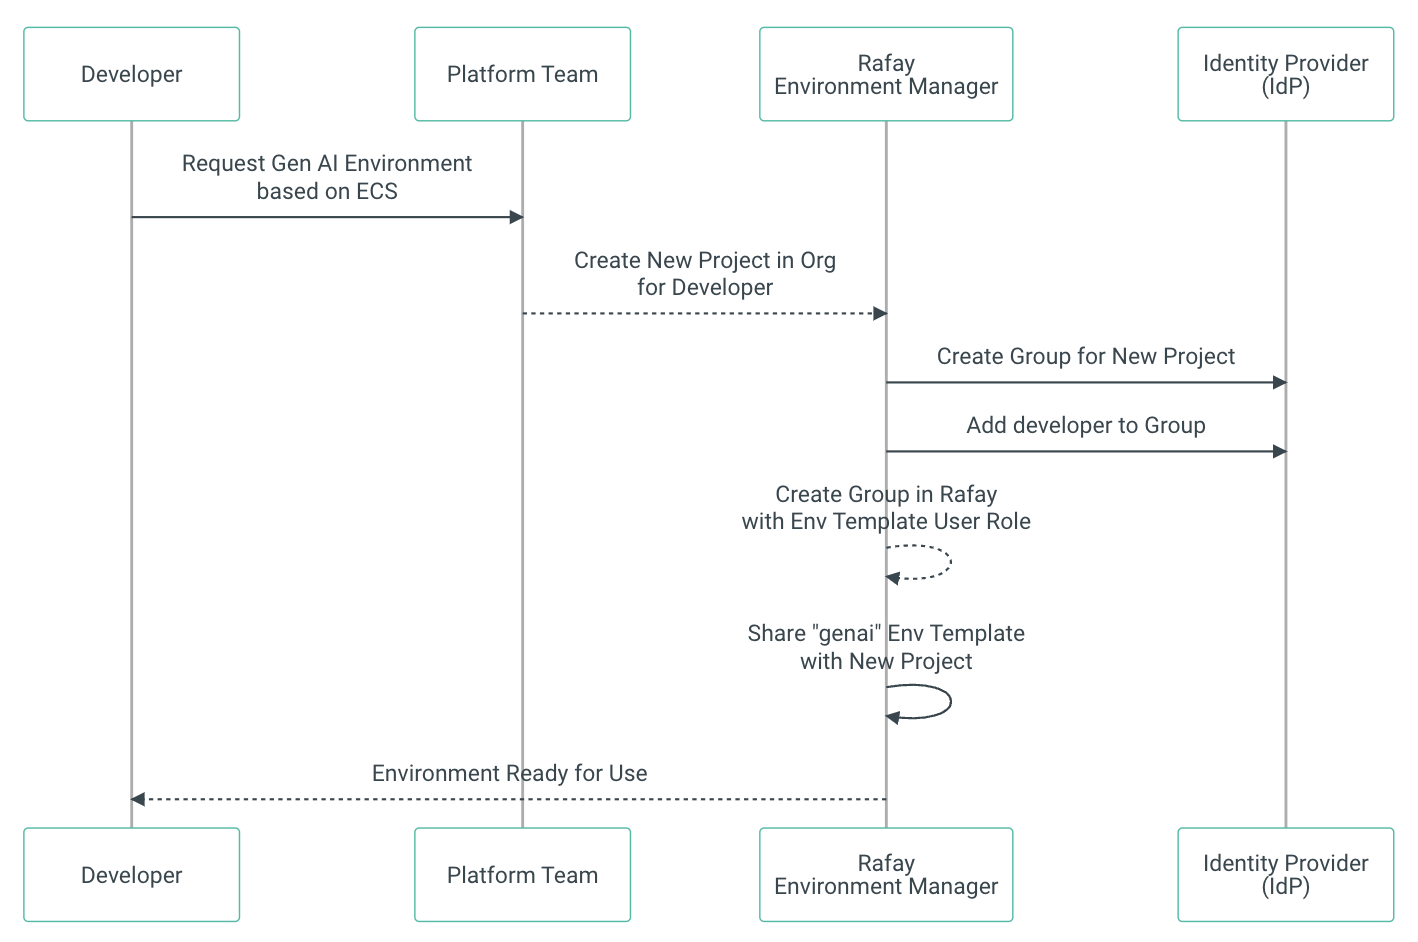 Developer
Platform Team
Rafay
Environment Manager
Identity Provider
(IdP)
Request Gen AI Environment
based on ECS
Create New Project in Org
for Developer
Create Group for New Project
Add developer to Group
Create Group in Rafay
with Env Template User Role
Share "genai" Env Template
with New Project
Environment Ready for Use
Developer
Platform Team
Rafay
Environment Manager
Identity Provider
(IdP)